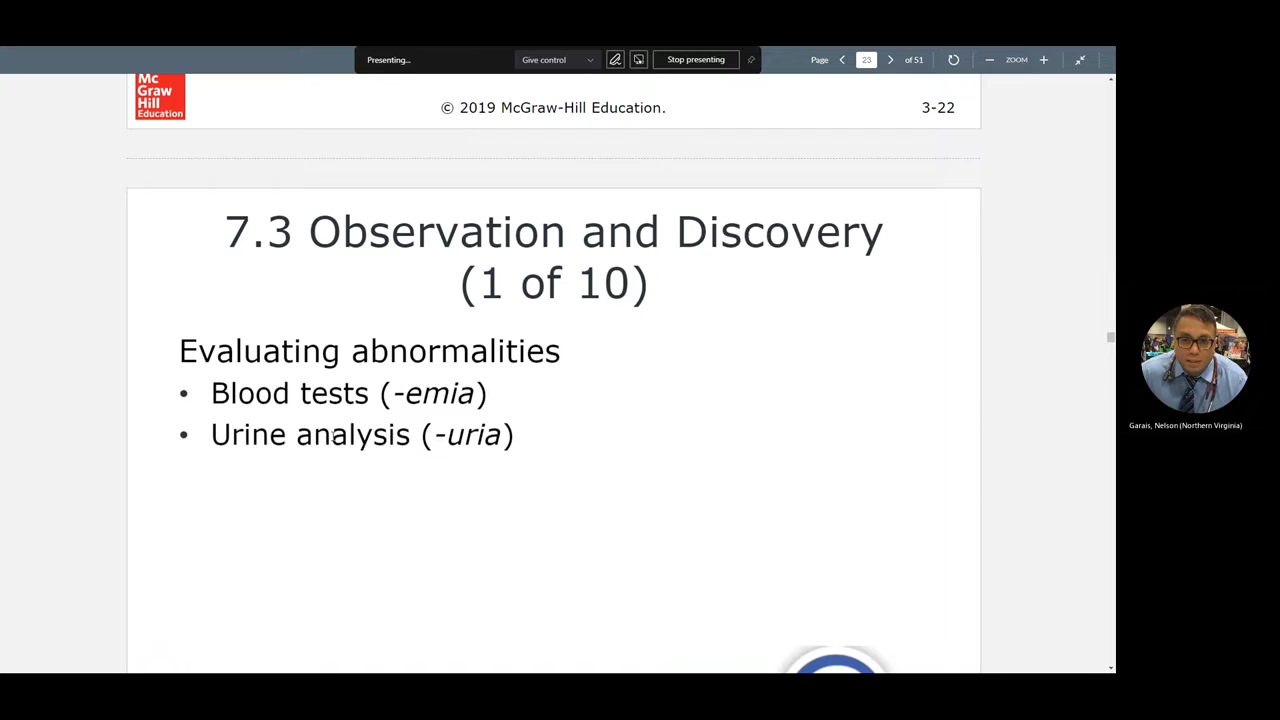 Presenting...
Give control
Stop presenting
Page
23
of 51
ZOOM
Mc
Graw
Hill
Education
© 2019 McGraw-Hill Education.
3-22
7.3 Observation and Discovery
(1 of 10)
Evaluating abnormalities
• Blood tests (-emia)
• Urine analysis (-uria)
Garais, Nelson (Northern Virginia)